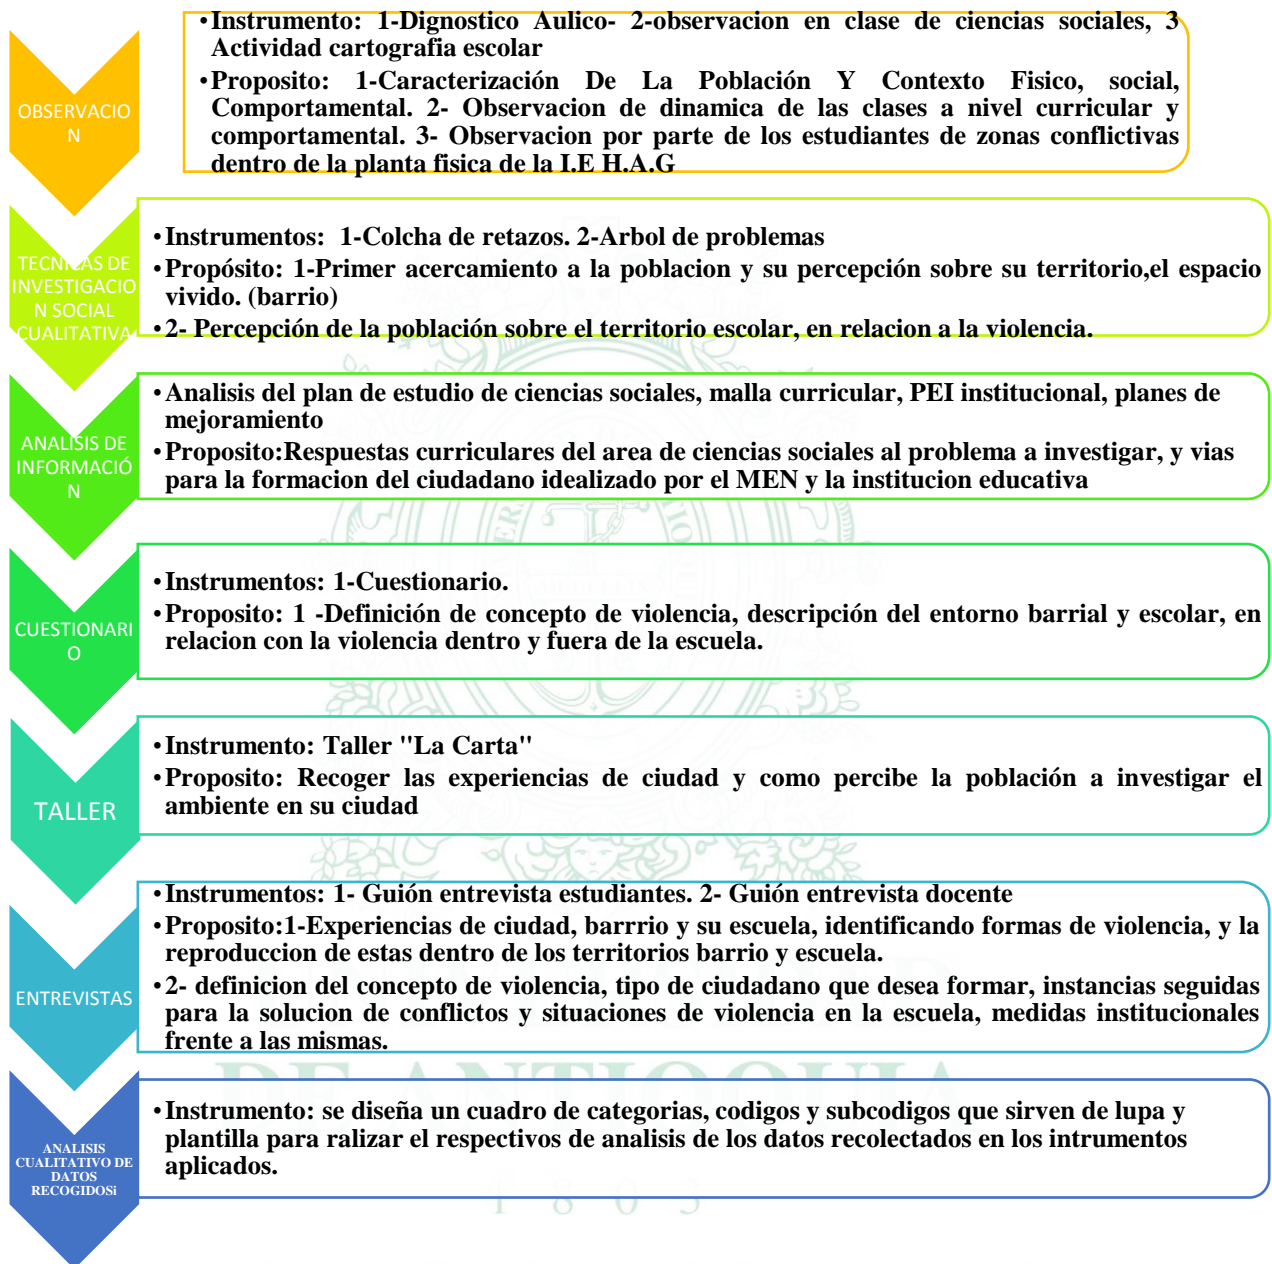 OBSERVACIO
N
•Instrumento: 1-Dignostico Aulico- 2-observacion en clase de ciencias sociales, 3
Actividad cartografia escolar
•Proposito: 1-Caracterización De La Población Y Contexto Fisico, social,
Comportamental. 2- Observacion de dinamica de las clases a nivel curricular y
comportamental. 3- Observacion por parte de los estudiantes de zonas conflictivas
dentro de la planta fisica de la I.E H.A.G
TECNICAS DE
INVESTIGACIO
N SOCIAL
CUALITATIVA
•Instrumentos: 1-Colcha de retazos. 2-Arbol de problemas
•Propósito: 1-Primer acercamiento a la poblacion y su percepción sobre su territorio,el espacio
vivido. (barrio)
•2- Percepción de la población sobre el territorio escolar, en relacion a la violencia.
ANALISIS DE
INFORMACIÓ
N
•Analisis del plan de estudio de ciencias sociales, malla curricular, PEI institucional, planes de
mejoramiento
•Proposito:Respuestas curriculares del area de ciencias sociales al problema a investigar, y vias
para la formacion del ciudadano idealizado por el MEN y la institucion educativa
CUESTIONARI
O
•Instrumentos: 1-Cuestionario.
•Proposito: 1 -Definición de concepto de violencia, descripción del entorno barrial y escolar, en
relacion con la violencia dentro y fuera de la escuela.
TALLER
•Instrumento: Taller "La Carta"
•Proposito: Recoger las experiencias de ciudad y como percibe la población a investigar el
ambiente en su ciudad
ENTREVISTAS
•Instrumentos: 1- Guión entrevista estudiantes. 2- Guión entrevista docente
•Proposito:1-Experiencias de ciudad, barrrio y su escuela, identificando formas de violencia, y la
reproduccion de estas dentro de los territorios barrio y escuela.
•2- definicion del concepto de violencia, tipo de ciudadano que desea formar, instancias seguidas
para la solucion de conflictos y situaciones de violencia en la escuela, medidas institucionales
frente a las mismas.
DE ANTIOQUIA
ANALISIS
CUALITATIVO DE
DATOS
RECOGIDOSi
•Instrumento: se diseña un cuadro de categorias, codigos y subcodigos que sirven de lupa y
plantilla para ralizar el respectivos de analisis de los datos recolectados en los intrumentos
aplicados.
1 8 0 3